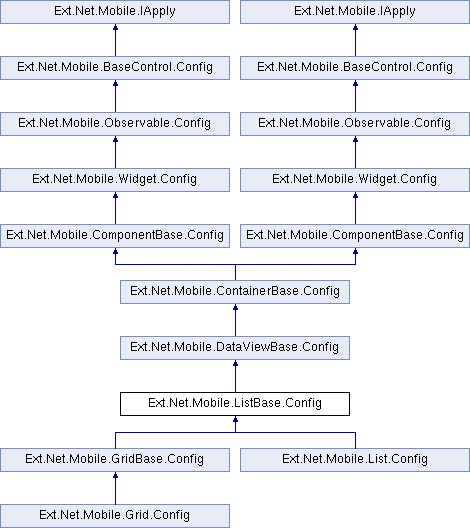 Ext.Net.Mobile.IApply
Ext.Net.Mobile.IApply
Ext.Net.Mobile.BaseControl.Config
Ext.Net.Mobile.BaseControl.Config
Ext.Net.Mobile.Observable.Config
Ext.Net.Mobile.Observable.Config
Ext.Net.Mobile.Widget.Config
Ext.Net.Mobile.Widget.Config
Ext.Net.Mobile.ComponentBase.Config
Ext.Net.Mobile.ComponentBase.Config
Ext.Net.Mobile.ContainerBase.Config
Ext.Net.Mobile.DataViewBase.Config
Ext.Net.Mobile.ListBase.Config
Ext.Net.Mobile.GridBase.Config
Ext.Net.Mobile.List.Config
Ext.Net.Mobile.Grid.Config